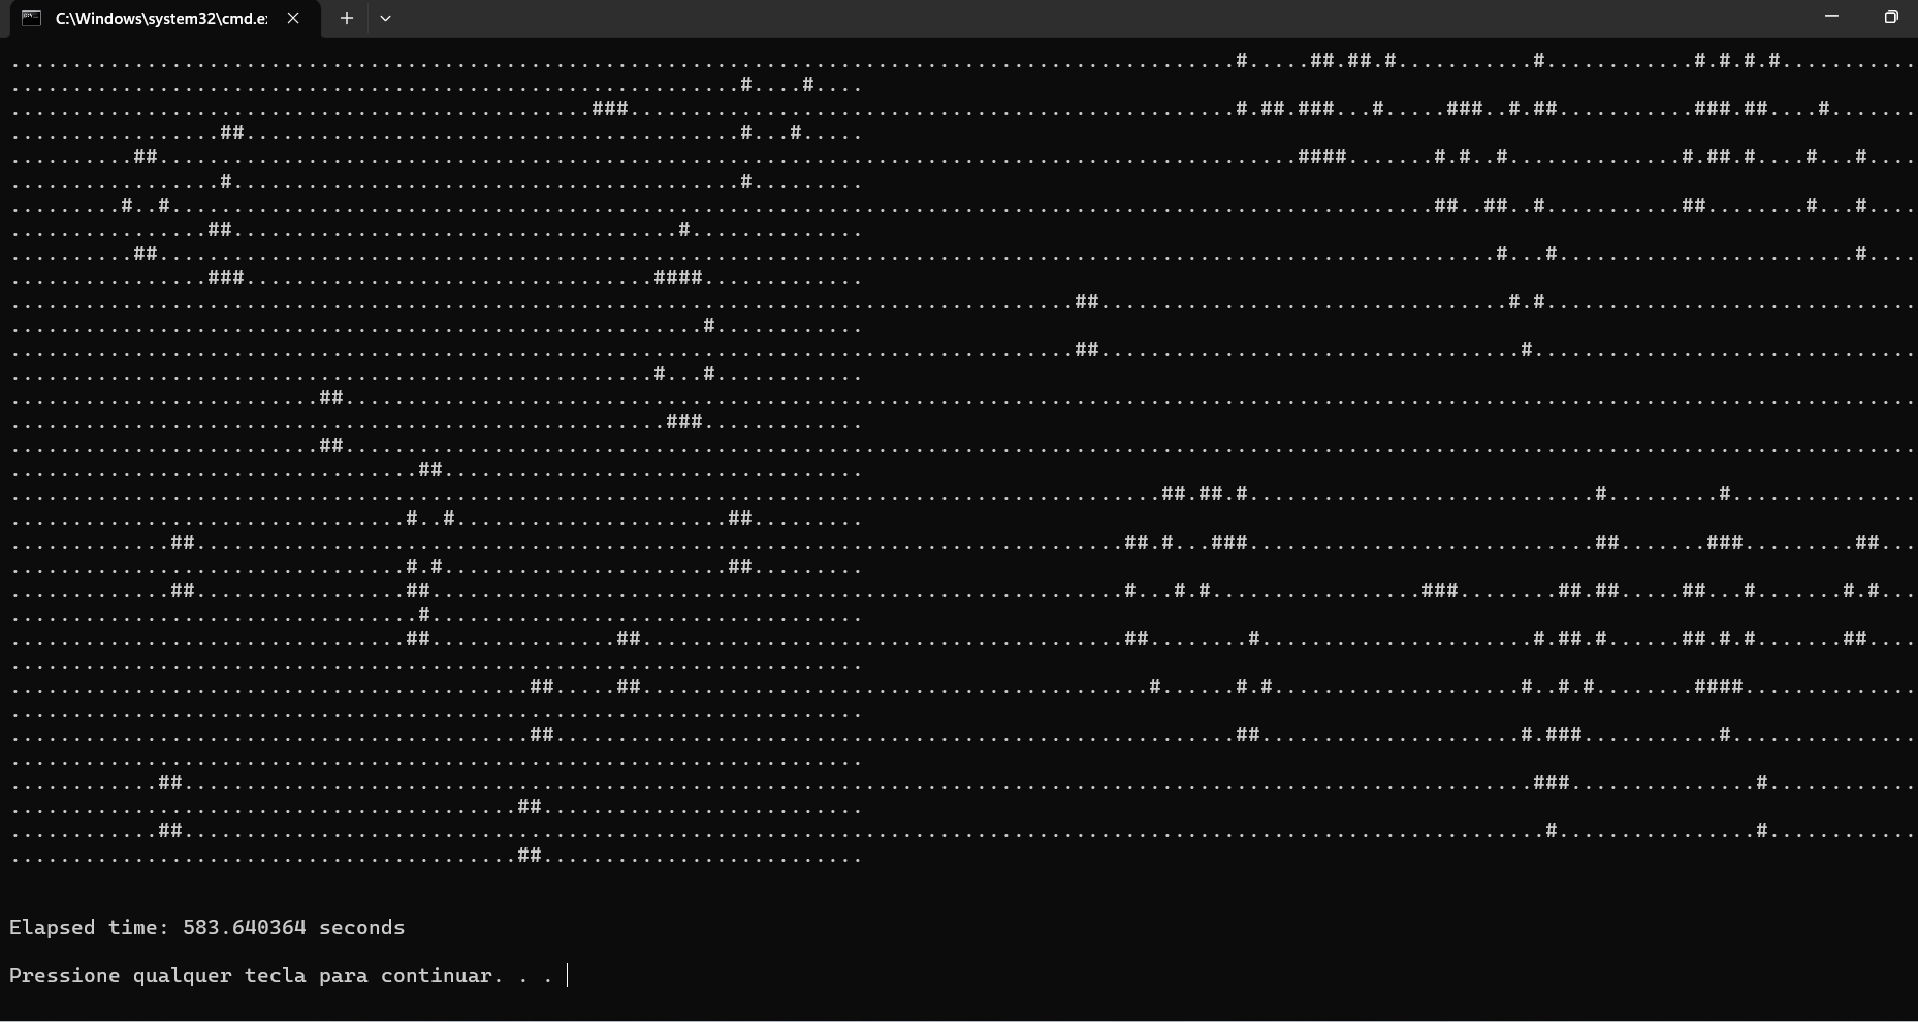 C:\Windows\system32\cmd.e
Elapsed time: 583.640364 seconds
Pressione qualquer tecla para continuar. . .